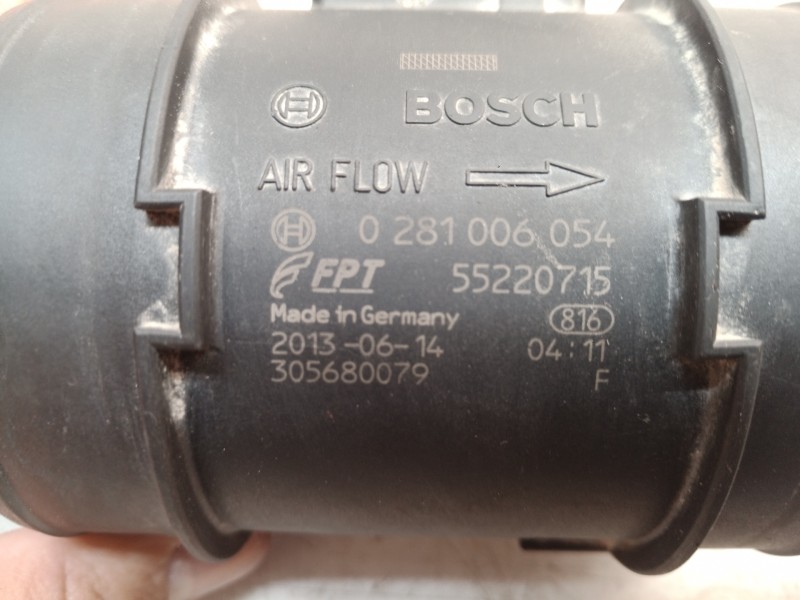 BOSCH
AIR FLOW
0 281 006 054
FPT 55220715
Made in Germany 816
2013-06-14 04:11
305680079 F